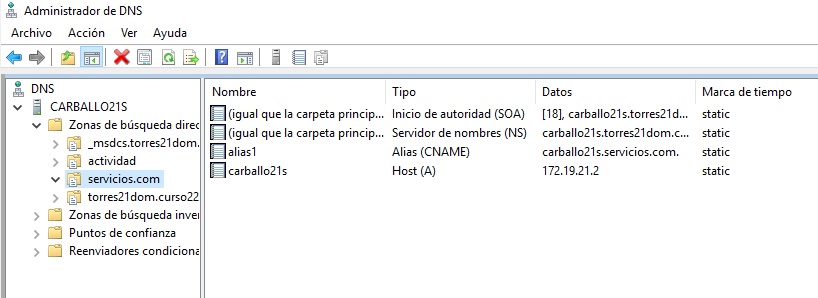 Administrador de DNS
Archivo Acción Ver Ayuda
DNS
CARBALLO21S
Zonas de búsqueda direc
_msdcs.torres21dom.
actividad
servicios.com
torres21dom.curso22
Zonas de búsqueda inver
Puntos de confianza
Reenviadores condiciona
Nombre Tipo Datos Marca de tiempo
(igual que la carpeta princip... Inicio de autoridad (SOA) [18], carballo21s.torres21d... static
(igual que la carpeta princip... Servidor de nombres (NS) carballo21s.torres21dom.c... static
alias1 Alias (CNAME) carballo21s.servicios.com. static
carballo21s Host (A) 172.19.21.2 static